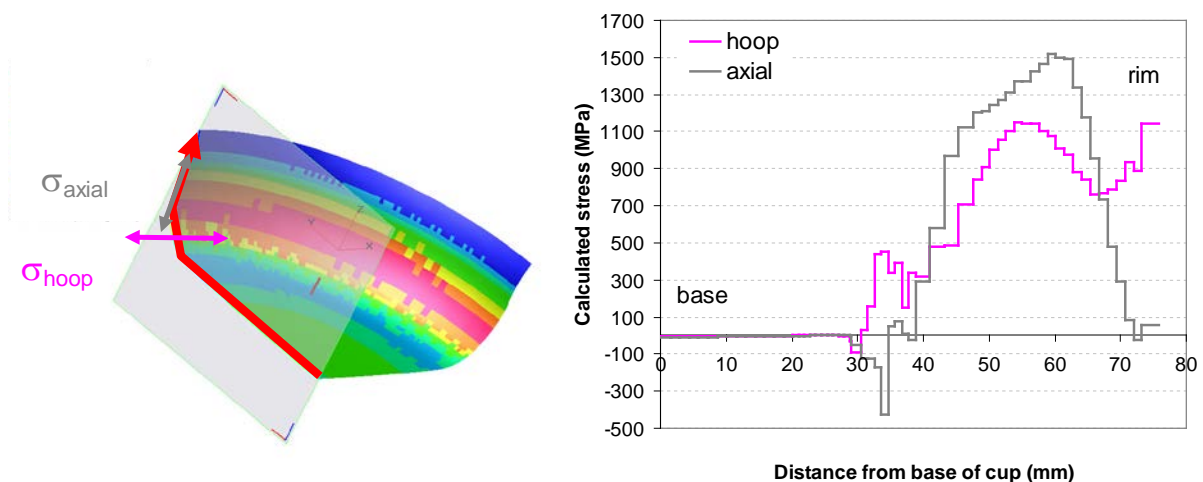 σaxial
σhoop
Z
Y
X
1700
1500
1300
1100
900
700
500
300
100
-100
-300
-500
Calculated stress (MPa)
hoop
axial
rim
base
0
10
20
30
40
50
60
70
80
Distance from base of cup (mm)